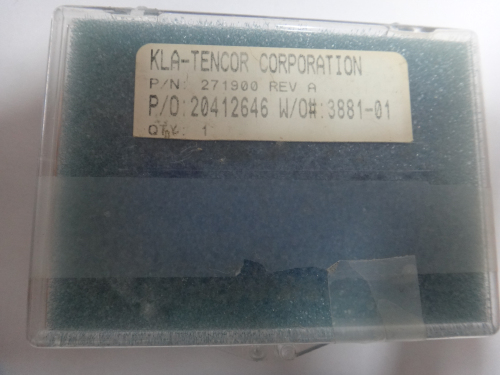 KLA-TENCOR CORPORATION
P/N: 271900 REV A
P/O:20412646 W/O#:3881-01
QTY: 1